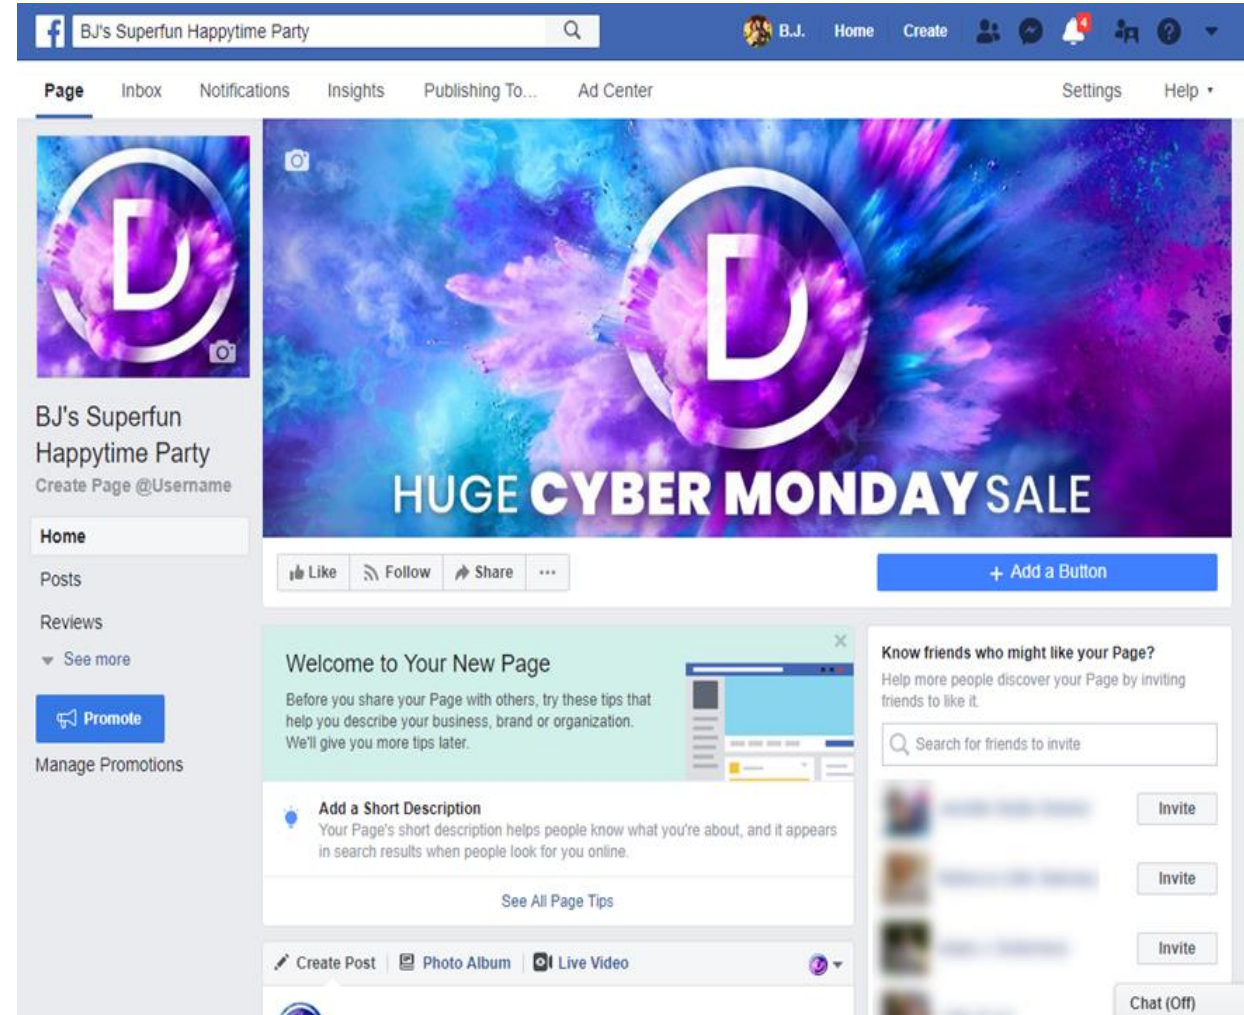 BJ's Superfun Happytime Party
B.J. Home Create 4
Page Inbox Notifications Insights Publishing To... Ad Center Settings Help
D
D
HUGE CYBER MONDAY SALE
BJ's Superfun
Happytime Party
Create Page @Username
Home
Posts
Reviews
See more
Promote
Manage Promotions
Like Follow Share ...
+ Add a Button
Welcome to Your New Page
Before you share your Page with others, try these tips that
help you describe your business, brand or organization.
We'll give you more tips later.
Add a Short Description
Your Page's short description helps people know what you're about, and it appears
in search results when people look for you online.
See All Page Tips
Create Post Photo Album Live Video
Know friends who might like your Page?
Help more people discover your Page by inviting
friends to like it.
Search for friends to invite
Invite
Invite
Invite
Chat (Off)